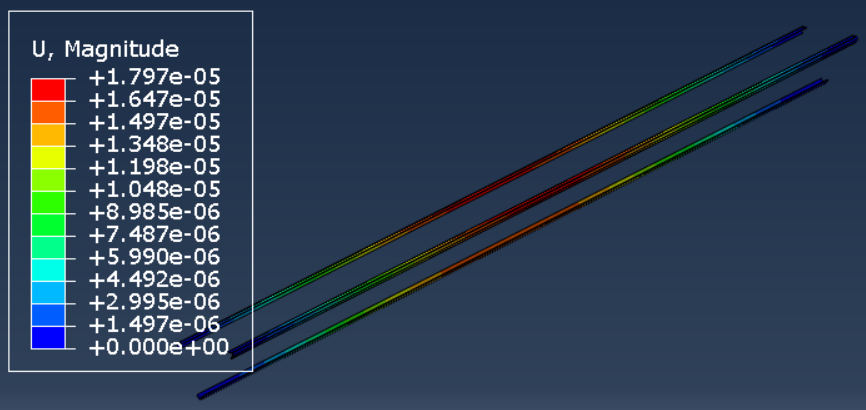 U, Magnitude
+1.797e-05
+1.647e-05
+1.497e-05
+1.348e-05
+1.198e-05
+1.048e-05
+8.985e-06
+7.487e-06
+5.990e-06
+4.492e-06
+2.995e-06
+1.497e-06
+0.000e+00